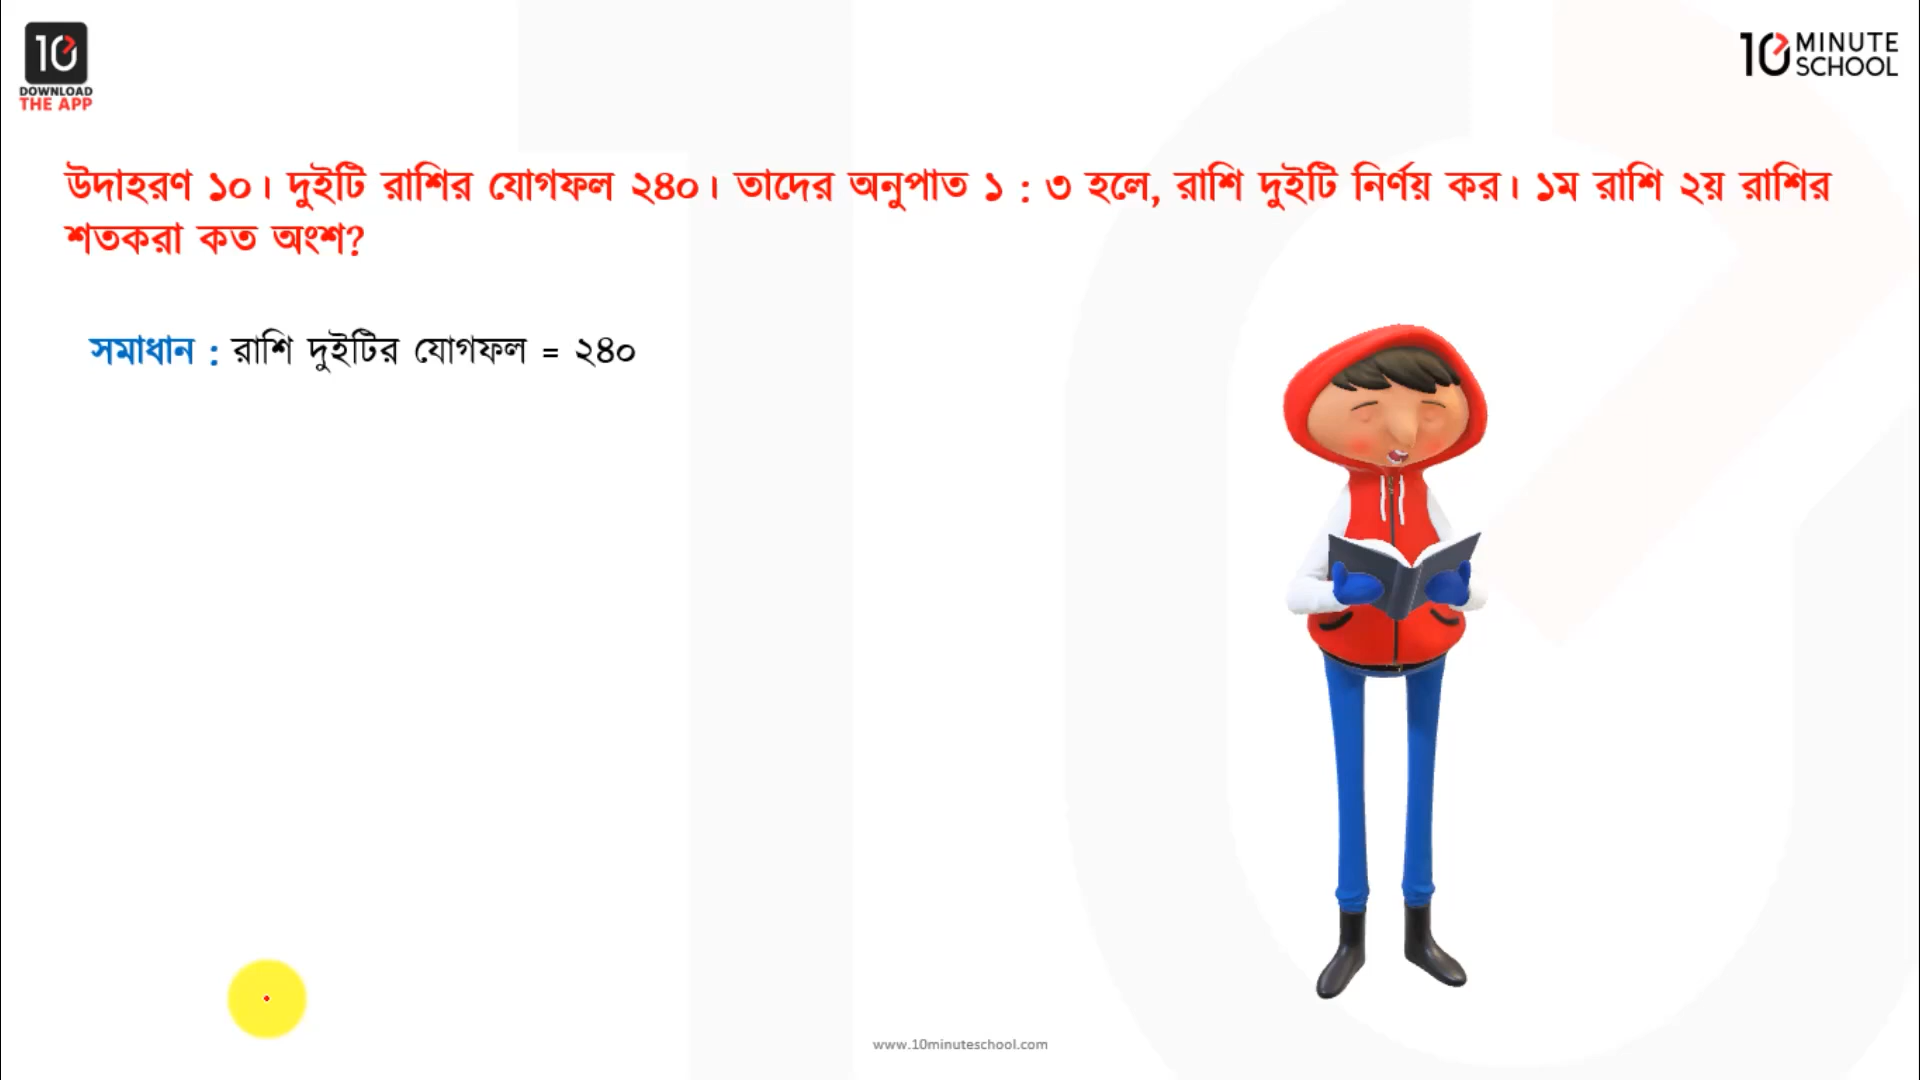 10
DOWNLOAD
THE APP
10 MINUTE
SCHOOL
উদাহরণ ১০। দুইটি রাশির যোগফল ২৪০। তাদের অনুপাত ১ : ৩ হলে, রাশি দুইটি নির্ণয় কর। ১ম রাশি ২য় রাশির
শতকরা কত অংশ?
সমাধান : রাশি দুইটির যোগফল = ২৪০
www.10minuteschool.com